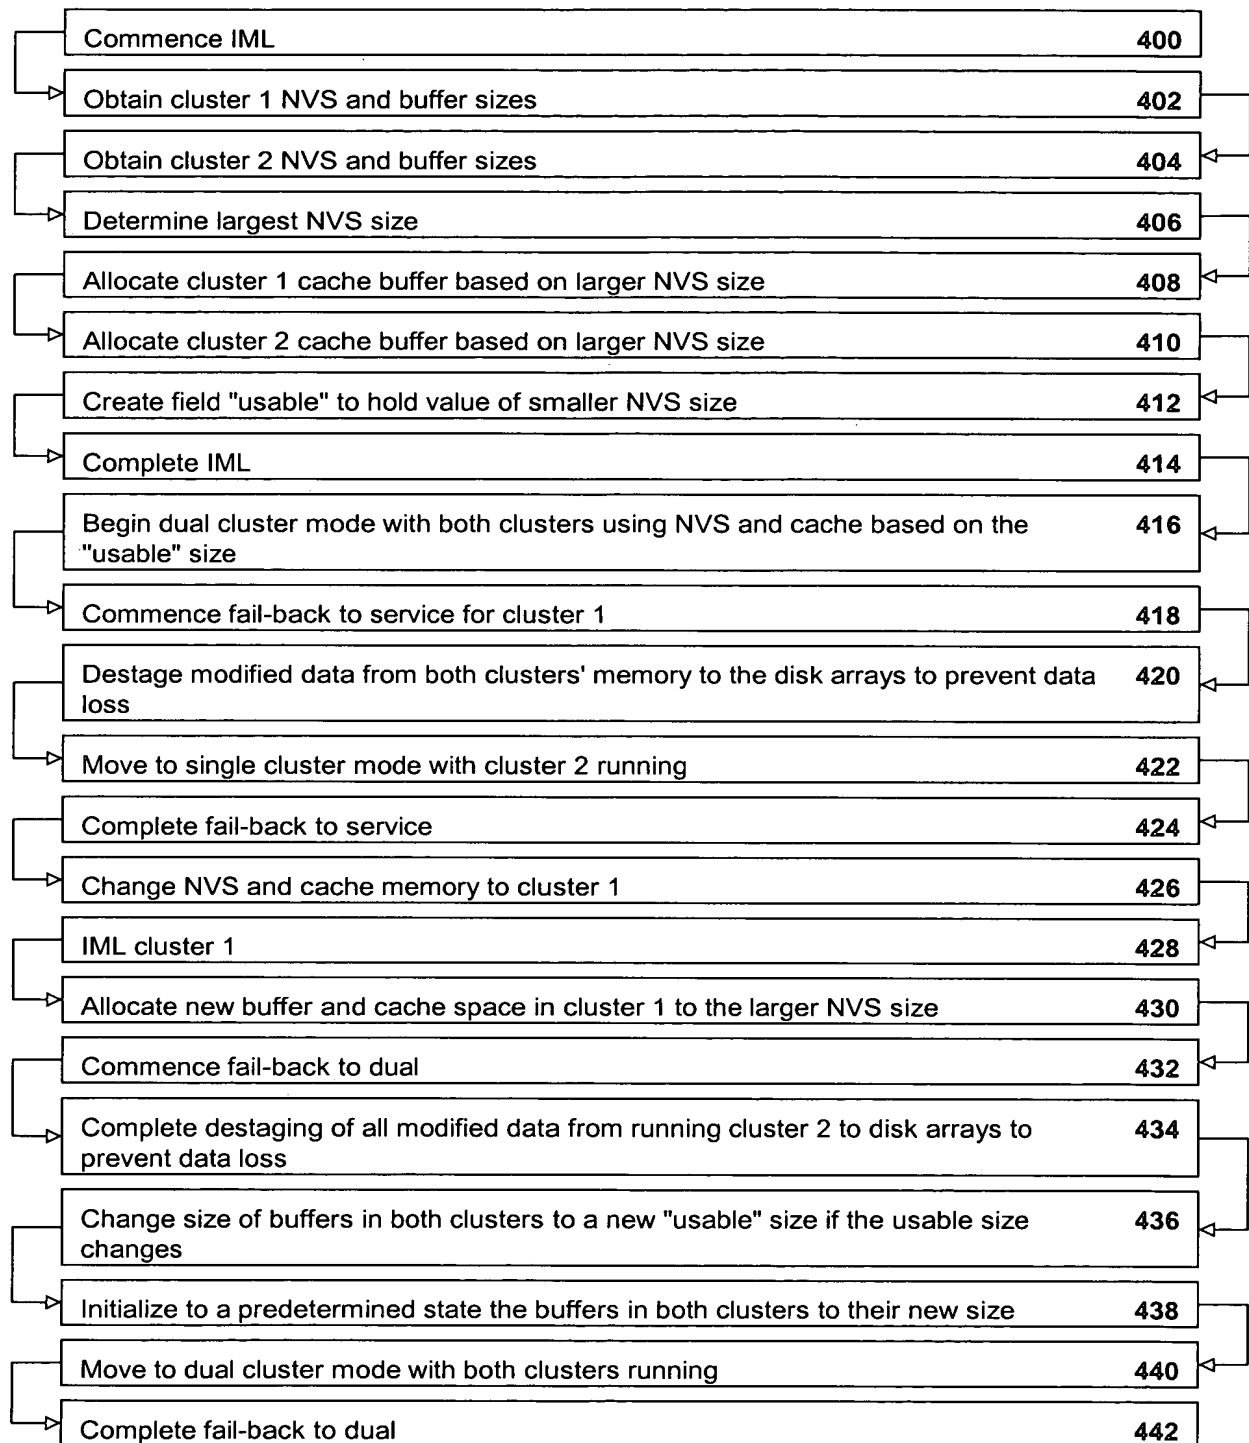 Commence IML 400
Obtain cluster 1 NVS and buffer sizes 402
Obtain cluster 2 NVS and buffer sizes 404
Determine largest NVS size 406
Allocate cluster 1 cache buffer based on larger NVS size 408
Allocate cluster 2 cache buffer based on larger NVS size 410
Create field "usable" to hold value of smaller NVS size 412
Complete IML 414
Begin dual cluster mode with both clusters using NVS and cache based on the 416
"usable" size
Commence fail-back to service for cluster 1 418
Destage modified data from both clusters' memory to the disk arrays to prevent data 420
loss
Move to single cluster mode with cluster 2 running 422
Complete fail-back to service 424
Change NVS and cache memory to cluster 1 426
IML cluster 1 428
Allocate new buffer and cache space in cluster 1 to the larger NVS size 430
Commence fail-back to dual 432
Complete destaging of all modified data from running cluster 2 to disk arrays to 434
prevent data loss
Change size of buffers in both clusters to a new "usable" size if the usable size 436
changes
Initialize to a predetermined state the buffers in both clusters to their new size 438
Move to dual cluster mode with both clusters running 440
Complete fail-back to dual 442